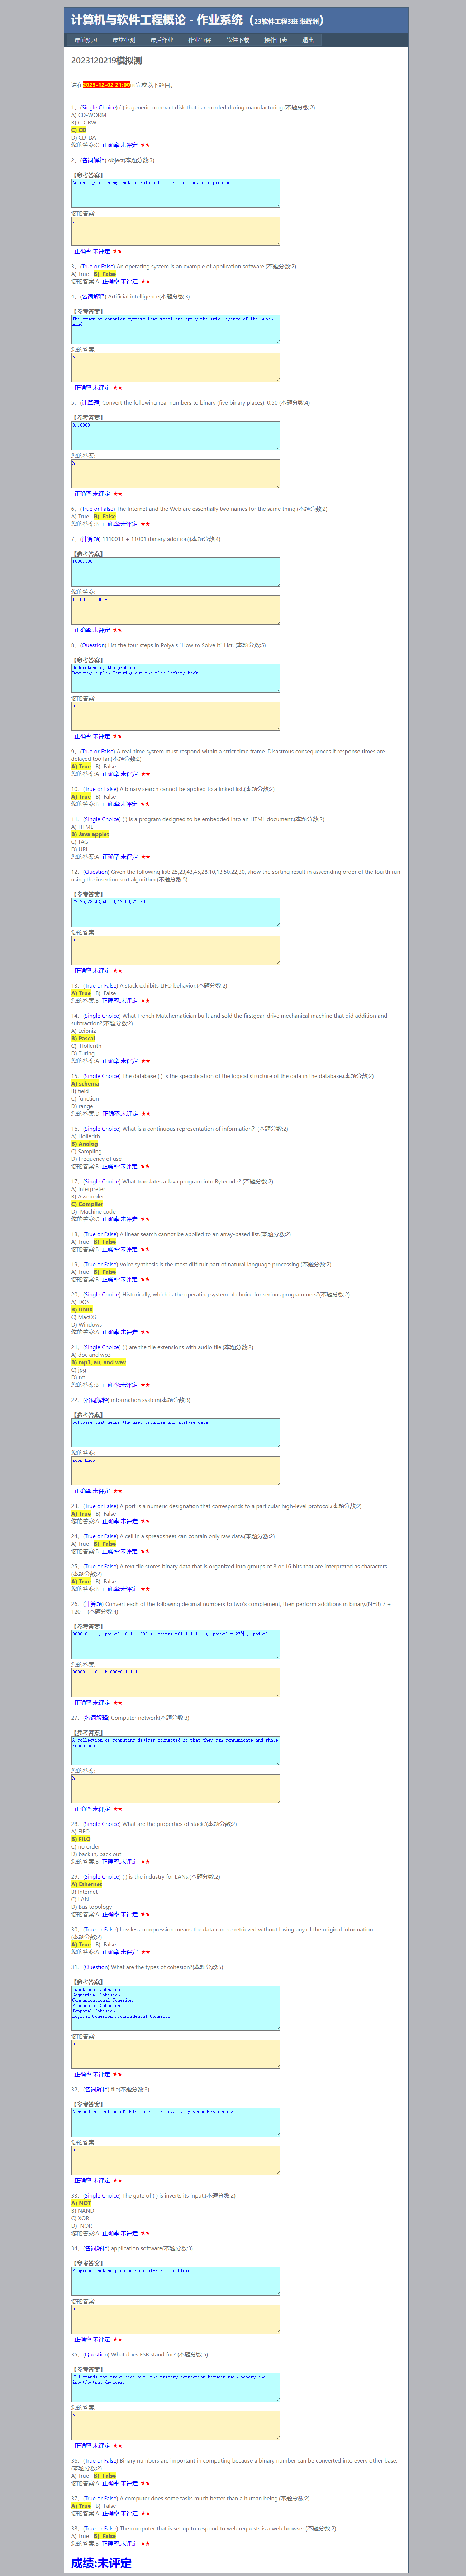 计算机与软件工程概论 - 作业系统（23软件工程3班 张辉洲）
课前预习 课堂小测 课后作业 作业互评 软件下载 操作日志 退出
2023120219模拟测
请在2023-12-02 21:00前完成以下题目。
1、(Single Choice) ( ) is generic compact disk that is recorded during manufacturing.(本题分数:2)
A) CD-WORM
B) CD-RW
C) CD
D) CD-DA
您的答案:C 正确率:未评定 ★★
2、(名词解释) object(本题分数:3)
【参考答案】
An entity or thing that is relevant in the context of a problem
您的答案:
正确率:未评定 ★★
3、(True or False) An operating system is an example of application software.(本题分数:2)
A) True B) False
您的答案:A 正确率:未评定 ★★
4、(名词解释) Artificial intelligence(本题分数:3)
【参考答案】
The study of computer systems that model and apply the intelligence of the human
mind
您的答案:
h
正确率:未评定 ★★
5、(计算题) Convert the following real numbers to binary (five binary places): 0.50 (本题分数:4)
【参考答案】
0.10000
您的答案:
h
正确率:未评定 ★★
6、(True or False) The Internet and the Web are essentially two names for the same thing.(本题分数:2)
A) True B) False
您的答案:B 正确率:未评定 ★★
7、(计算题) 1110011 + 11001 (binary addition)(本题分数:4)
【参考答案】
10001100
您的答案:
1110011+11001=
正确率:未评定 ★★
8、(Question) List the four steps in Polya's "How to Solve It" List. (本题分数:5)
【参考答案】
Understanding the problem
Devising a plan Carrying out the plan Looking back
您的答案:
h
正确率:未评定 ★★
9、(True or False) A real-time system must respond within a strict time frame. Disastrous consequences if response times are
delayed too far.(本题分数:2)
A) True B) False
您的答案:A 正确率:未评定 ★★
10、(True or False) A binary search cannot be applied to a linked list.(本题分数:2)
A) True B) False
您的答案:B 正确率:未评定 ★★
11、(Single Choice) ( ) is a program designed to be embedded into an HTML document.(本题分数:2)
A) HTML
B) Java applet
C) TAG
D) URL
您的答案:A 正确率:未评定 ★★
12、(Question) Given the following list: 25,23,43,45,28,10,13,50,22,30. show the sorting result in asscending order of the fourth run
using the insertion sort algorithm.(本题分数:5)
【参考答案】
23,25,28,43,45,10,13,50,22,30
您的答案:
h
正确率:未评定 ★★
13、(True or False) A stack exhibits LIFO behavior.(本题分数:2)
A) True B) False
您的答案:B 正确率:未评定 ★★
14、(Single Choice) What French Matchematician built and sold the firstgear-drive mechanical machine that did addition and
subtraction?(本题分数:2)
A) Leibniz
B) Pascal
C) Hollerith
D) Turing
您的答案:A 正确率:未评定 ★★
15、(Single Choice) The database ( ) is the speccification of the logical structure of the data in the database.(本题分数:2)
A) schema
B) field
C) function
D) range
您的答案:D 正确率:未评定 ★★
16、(Single Choice) What is a continuous representation of information? (本题分数:2)
A) Hollerith
B) Analog
C) Sampling
D) Frequency of use
您的答案:B 正确率:未评定 ★★
17、(Single Choice) What translates a Java program into Bytecode? (本题分数:2)
A) Interpreter
B) Assembler
C) Compiler
D) Machine code
您的答案:C 正确率:未评定 ★★
18、(True or False) A linear search cannot be applied to an array-based list.(本题分数:2)
A) True B) False
您的答案:B 正确率:未评定 ★★
19、(True or False) Voice synthesis is the most difficult part of natural language processing.(本题分数:2)
A) True B) False
您的答案:B 正确率:未评定 ★★
20、(Single Choice) Historically, which is the operating system of choice for serious programmers?(本题分数:2)
A) DOS
B) UNIX
C) MacOS
D) Windows
您的答案:A 正确率:未评定 ★★
21、(Single Choice) ( ) are the file extensions with audio file.(本题分数:2)
A) doc and wp3
B) mp3, au, and wav
C) jpg
D) txt
您的答案:B 正确率:未评定 ★★
22、(名词解释) information system(本题分数:3)
【参考答案】
Software that helps the user organize and analyze data
您的答案:
idon know
正确率:未评定 ★★
23、(True or False) A port is a numeric designation that corresponds to a particular high-level protocol.(本题分数:2)
A) True B) False
您的答案:A 正确率:未评定 ★★
24、(True or False) A cell in a spreadsheet can contain only raw data.(本题分数:2)
A) True B) False
您的答案:B 正确率:未评定 ★★
25、(True or False) A text file stores binary data that is organized into groups of 8 or 16 bits that are interpreted as characters.
(本题分数:2)
A) True B) False
您的答案:B 正确率:未评定 ★★
26、(计算题) Convert each of the following decimal numbers to two's complement, then perform additions in binary.(N=8) 7 +
120 = (本题分数:4)
【参考答案】
0000 0111 (1 point) +0111 1000 (1 point) =0111 1111 (1 point) =127补(1 point)
您的答案:
正确率:未评定 ★★
27、(名词解释) Computer network(本题分数:3)
【参考答案】
A collection of computing devices connected so that they can communicate and share
resources
您的答案:
h
正确率:未评定 ★★
28、(Single Choice) What are the properties of stack?(本题分数:2)
A) FIFO
B) FILO
C) no order
D) back in, back out
您的答案:B 正确率:未评定 ★★
29、(Single Choice) ( ) is the industry for LANs.(本题分数:2)
A) Ethernet
B) Internet
C) LAN
D) Bus topology
您的答案:A 正确率:未评定 ★★
30、(True or False) Lossless compression means the data can be retrieved without losing any of the original information.
(本题分数:2)
A) True B) False
您的答案:A 正确率:未评定 ★★
31、(Question) What are the types of cohesion?(本题分数:5)
【参考答案】
Functional Cohesion
Sequential Cohesion
Communicational Cohesion
Procedural Cohesion
Temporal Cohesion
Logical Cohesion /Coincidental Cohesion
您的答案:
h
正确率:未评定 ★★
32、(名词解释) file(本题分数:3)
【参考答案】
A named collection of data, used for organizing secondary memory
您的答案:
h
正确率:未评定 ★★
33、(Single Choice) The gate of ( ) is inverts its input.(本题分数:2)
A) NOT
B) NAND
C) XOR
D) NOR
您的答案:A 正确率:未评定 ★★
34、(名词解释) application software(本题分数:3)
【参考答案】
Programs that help us solve real-world problems
您的答案:
h
正确率:未评定 ★★
35、(Question) What does FSB stand for? (本题分数:5)
【参考答案】
FSB stands for front-side bus, the primary connection between main memory and
input/output devices.
您的答案:
h
正确率:未评定 ★★
36、(True or False) Binary numbers are important in computing because a binary number can be converted into every other base.
(本题分数:2)
A) True B) False
您的答案:A 正确率:未评定 ★★
37、(True or False) A computer does some tasks much better than a human being.(本题分数:2)
A) True B) False
您的答案:A 正确率:未评定 ★★
38、(True or False) The computer that is set up to respond to web requests is a web browser.(本题分数:2)
A) True B) False
您的答案:B 正确率:未评定 ★★
成绩:未评定